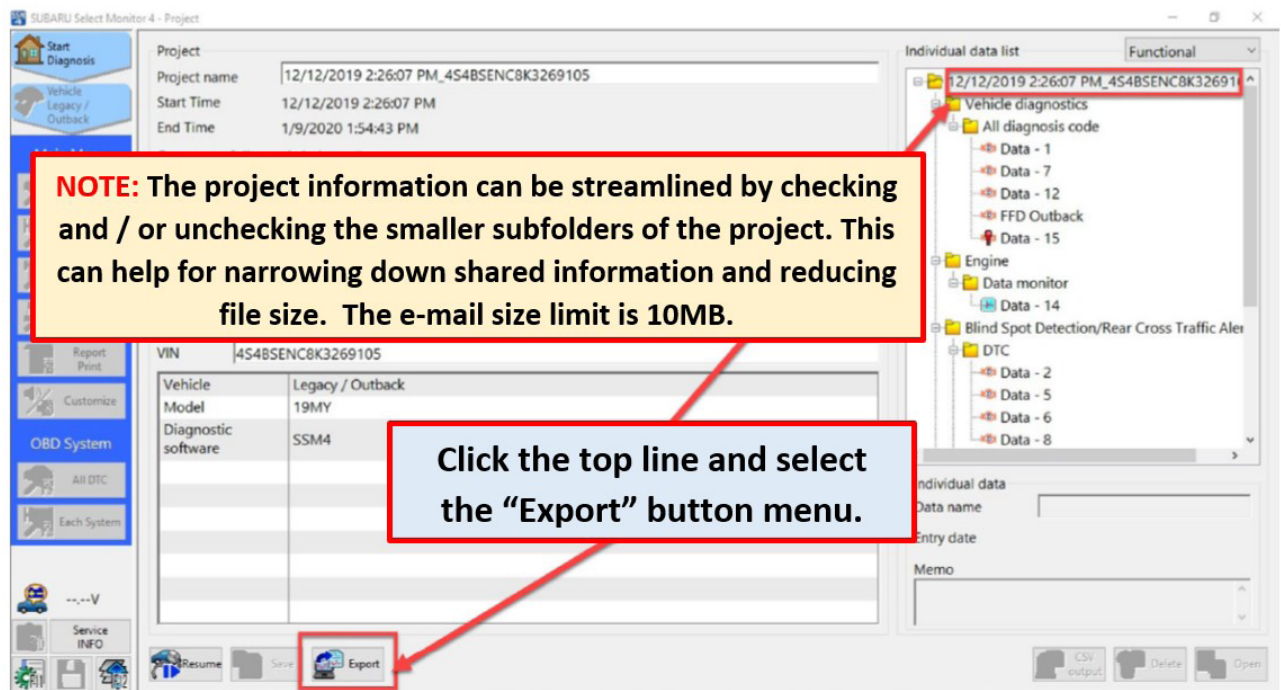 SUBARU Select Monitor 4 - Project
Start
Diagnosis
Vehicle
Legacy /
Outback
Report
Print
Customize
OBD System
All DTC
Each System
--.--V
Service
INFO
Project
Project name 12/12/2019 2:26:07 PM_4S4BSENC8K3269105
Start Time 12/12/2019 2:26:07 PM
End Time 1/9/2020 1:54:43 PM
NOTE: The project information can be streamlined by checking
and / or unchecking the smaller subfolders of the project. This
can help for narrowing down shared information and reducing
file size. The e-mail size limit is 10MB.
VIN 4S4BSENC8K3269105
Vehicle Legacy / Outback
Model 19MY
Diagnostic
software SSM4
Click the top line and select
the “Export” button menu.
Resume Save Export
Individual data list Functional
12/12/2019 2:26:07 PM_4S4BSENC8K32691
Vehicle diagnostics
All diagnosis code
Data - 1
Data - 7
Data - 12
FFD Outback
Data - 15
Engine
Data monitor
Data - 14
Blind Spot Detection/Rear Cross Traffic Aler
DTC
Data - 2
Data - 5
Data - 6
Data - 8
Individual data
Data name
Entry date
Memo
CSV
output
Delete
Open